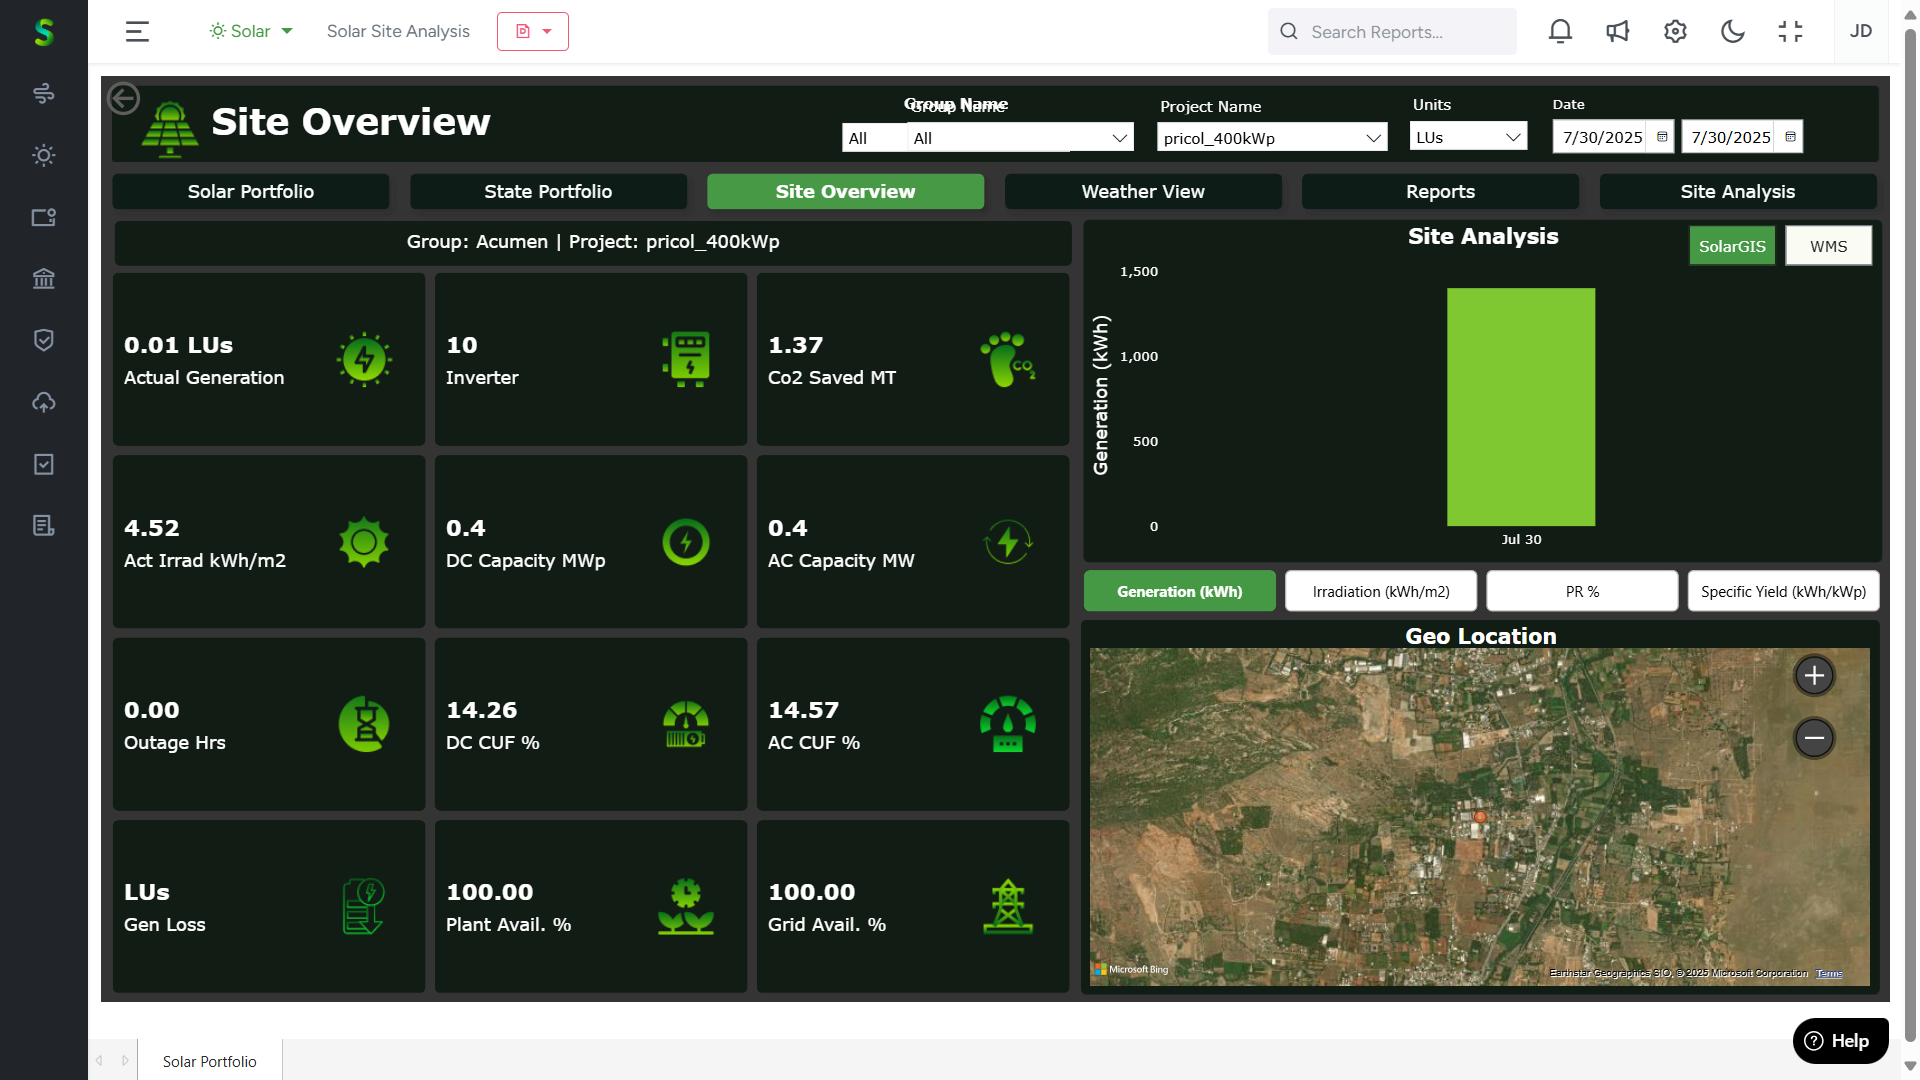 Solar
Solar Site Analysis
Search Reports...
JD
Site Overview
Group Name
Group Name
All
All
Project Name
pricol_400kWp
Units
LUs
Date
7/30/2025
7/30/2025
Solar Portfolio
State Portfolio
Site Overview
Weather View
Reports
Site Analysis
Group: Acumen | Project: pricol_400kWp
0.01 LUs
Actual Generation
10
Inverter
1.37
Co2 Saved MT
CO2
4.52
Act Irrad kWh/m2
0.4
DC Capacity MWp
0.4
AC Capacity MW
0.00
Outage Hrs
14.26
DC CUF %
14.57
AC CUF %
LUs
Gen Loss
100.00
Plant Avail. %
100.00
Grid Avail. %
Site Analysis
SolarGIS
WMS
Generation (kWh)
1,500
1,000
500
0
Jul 30
Generation (kWh)
Irradiation (kWh/m2)
PR %
Specific Yield (kWh/kWp)
Geo Location
Microsoft Bing
Earthstar Geographics SIO, © 2025 Microsoft Corporation Terms
Help
Solar Portfolio